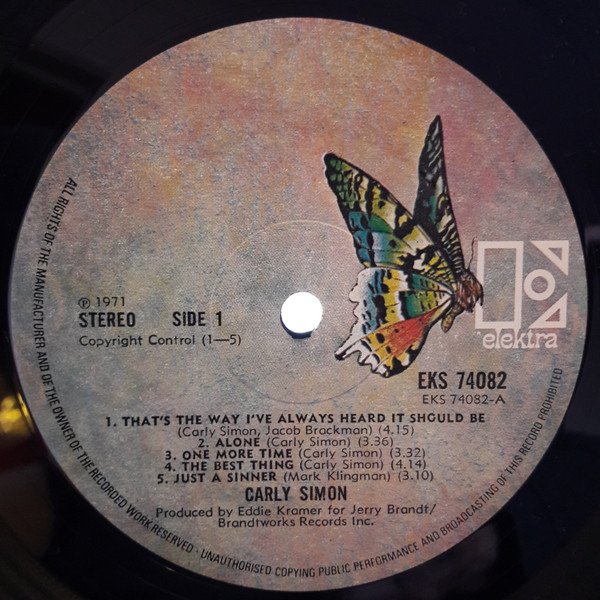 ℗ 1971
STEREO SIDE 1
Copyright Control (1—5)
elektra
EKS 74082
EKS 74082-A
1. THAT'S THE WAY I'VE ALWAYS HEARD IT SHOULD BE
(Carly Simon, Jacob Brackman) (4.15)
2. ALONE (Carly Simon) (3.36)
3. ONE MORE TIME (Carly Simon) (3.32)
4. THE BEST THING (Carly Simon) (4.14)
5. JUST A SINNER (Mark Klingman) (3.10)
CARLY SIMON
Produced by Eddie Kramer for Jerry Brandt/
Brandtworks Records Inc.
ALL RIGHTS OF THE MANUFACTURER AND OF THE OWNER OF THE RECORDED WORK RESERVED · UNAUTHORISED COPYING PUBLIC PERFORMANCE AND BROADCASTING OF THIS RECORD PROHIBITED